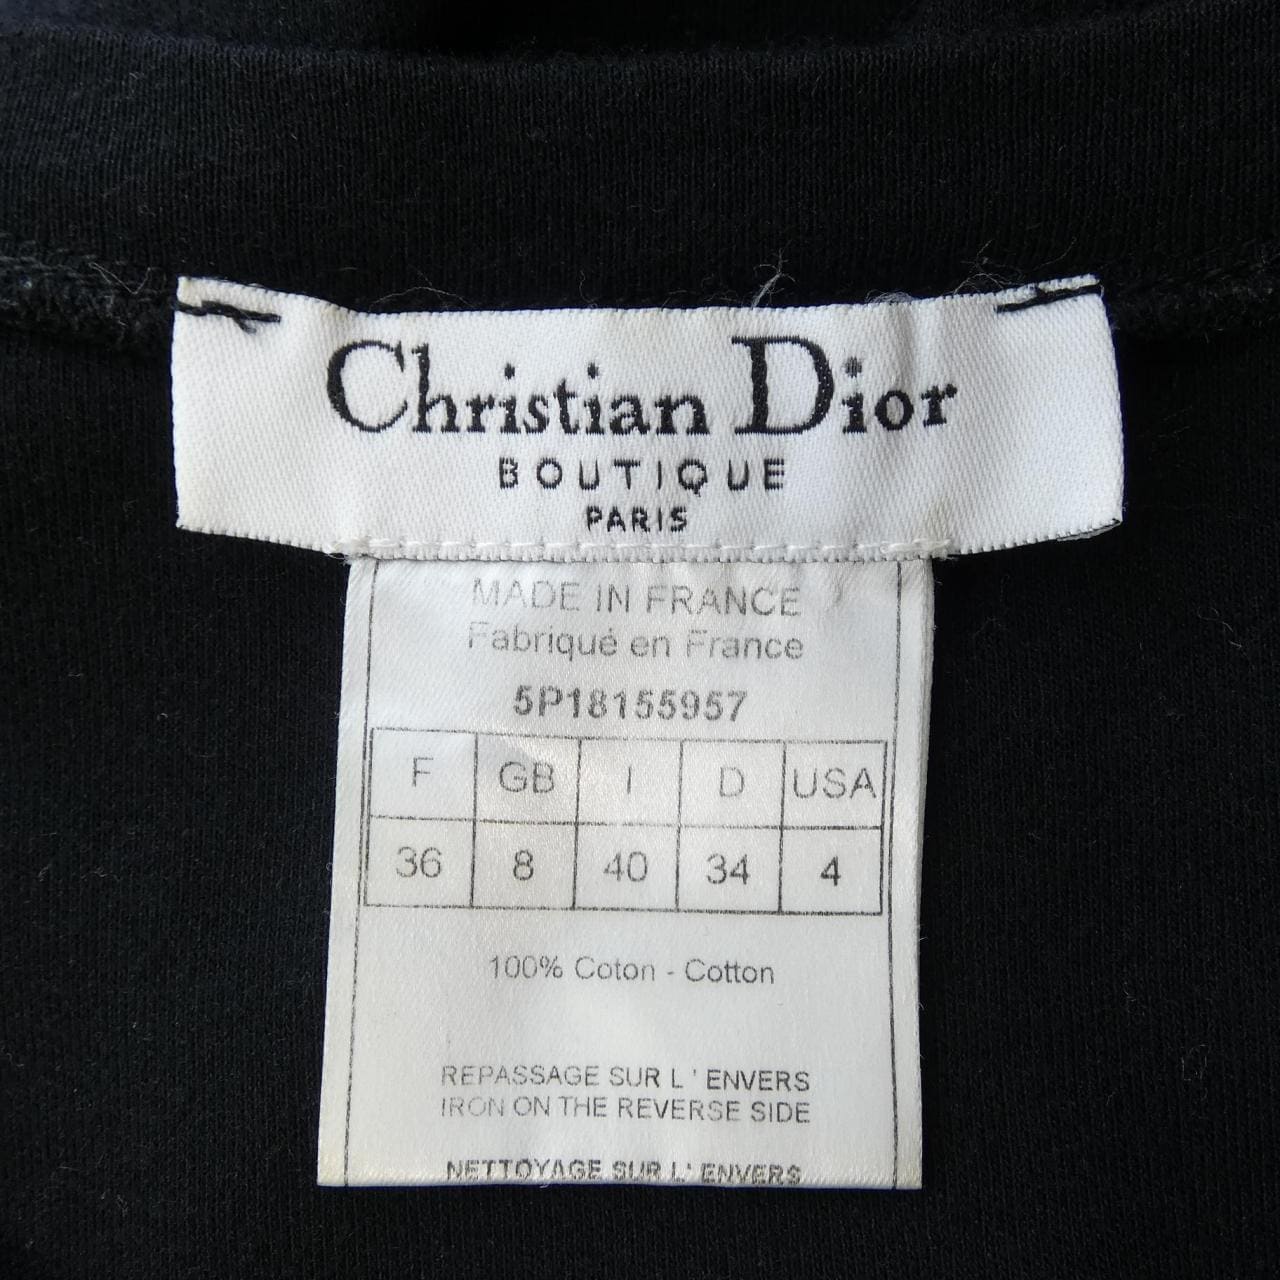 Christian Dior
BOUTIQUE
PARIS
MADE IN FRANCE
Fabriqué en France
5P18155957
F GB I D USA
36 8 40 34 4
100% Coton - Cotton
REPASSAGE SUR L ' ENVERS
IRON ON THE REVERSE SIDE
NETTOYAGE SUR L' ENVERS